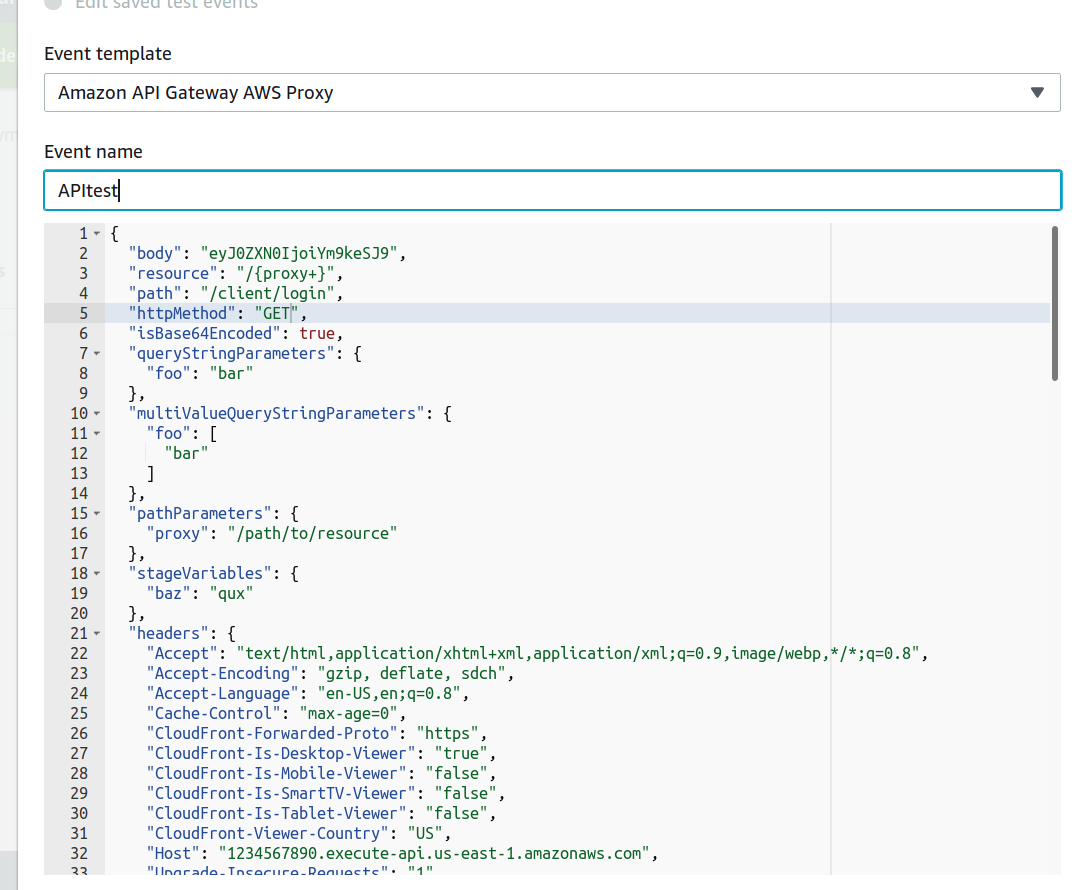 Edit saved test events
Event template
Amazon API Gateway AWS Proxy
Event name
APItest
1 {
2 "body": "eyJ0ZXN0IjoiYm9keSJ9",
3 "resource": "/{proxy+}",
4 "path": "/client/login",
5 "httpMethod": "GET",
6 "isBase64Encoded": true,
7 "queryStringParameters": {
8 "foo": "bar"
9 },
10 "multiValueQueryStringParameters": {
11 "foo": [
12 "bar"
13 ]
14 },
15 "pathParameters": {
16 "proxy": "/path/to/resource"
17 },
18 "stageVariables": {
19 "baz": "qux"
20 },
21 "headers": {
22 "Accept": "text/html,application/xhtml+xml,application/xml;q=0.9,image/webp,*/*;q=0.8",
23 "Accept-Encoding": "gzip, deflate, sdch",
24 "Accept-Language": "en-US,en;q=0.8",
25 "Cache-Control": "max-age=0",
26 "CloudFront-Forwarded-Proto": "https",
27 "CloudFront-Is-Desktop-Viewer": "true",
28 "CloudFront-Is-Mobile-Viewer": "false",
29 "CloudFront-Is-SmartTV-Viewer": "false",
30 "CloudFront-Is-Tablet-Viewer": "false",
31 "CloudFront-Viewer-Country": "US",
32 "Host": "1234567890.execute-api.us-east-1.amazonaws.com",
33 "Upgrade-Insecure-Requests": "1"